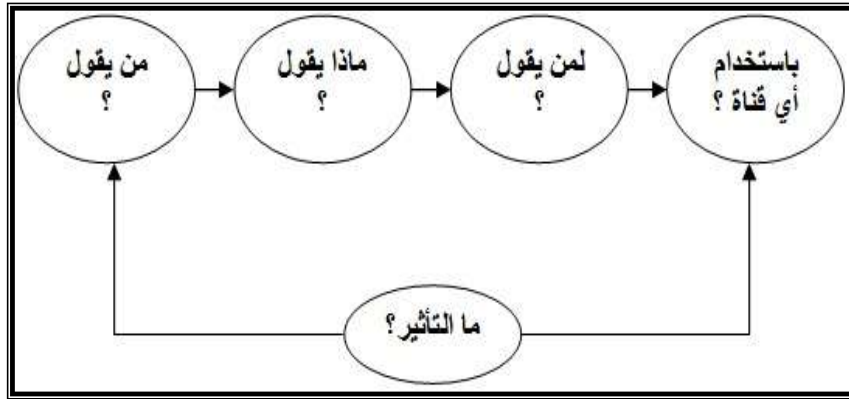 من يقول
؟
ماذا يقول
؟
لمن يقول
؟
باستخدام
أي قناة ؟
ما التأثير؟